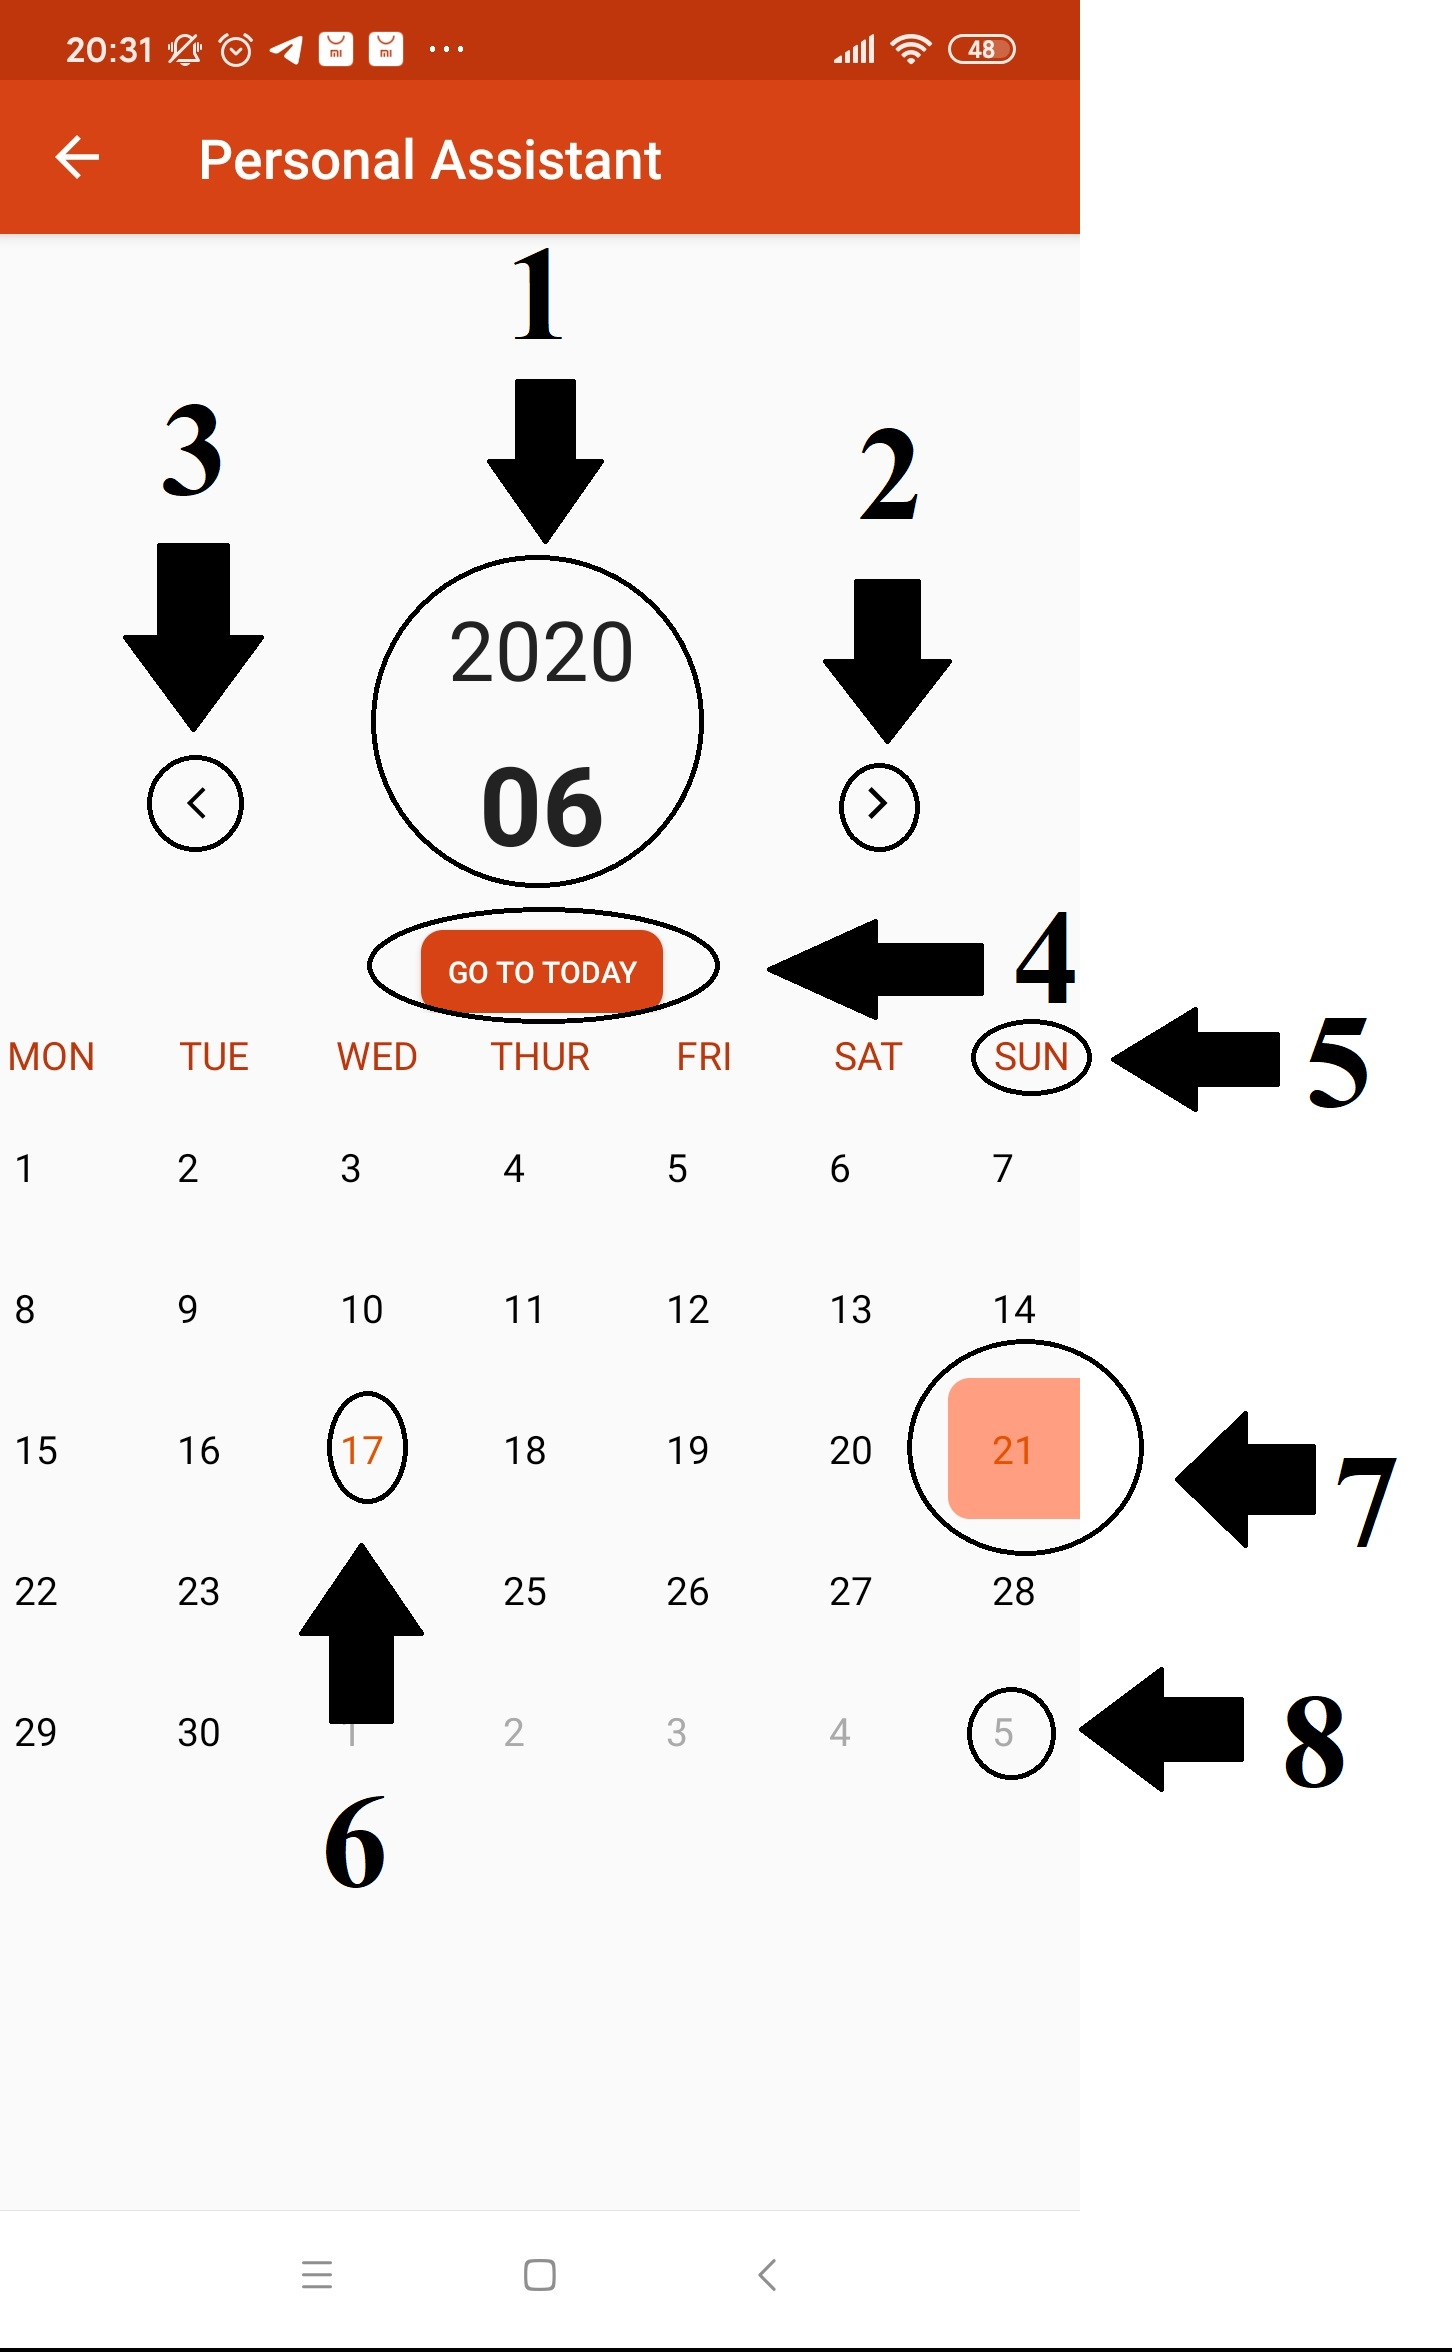 20:31 mi mi ... 48
Personal Assistant
1
3
2
2020
06
4
GO TO TODAY
5
MON TUE WED THUR FRI SAT SUN
1 2 3 4 5 6 7
8 9 10 11 12 13 14
15 16 17 18 19 20 21
7
22 23 25 26 27 28
29 30 1 2 3 4 5
8
6